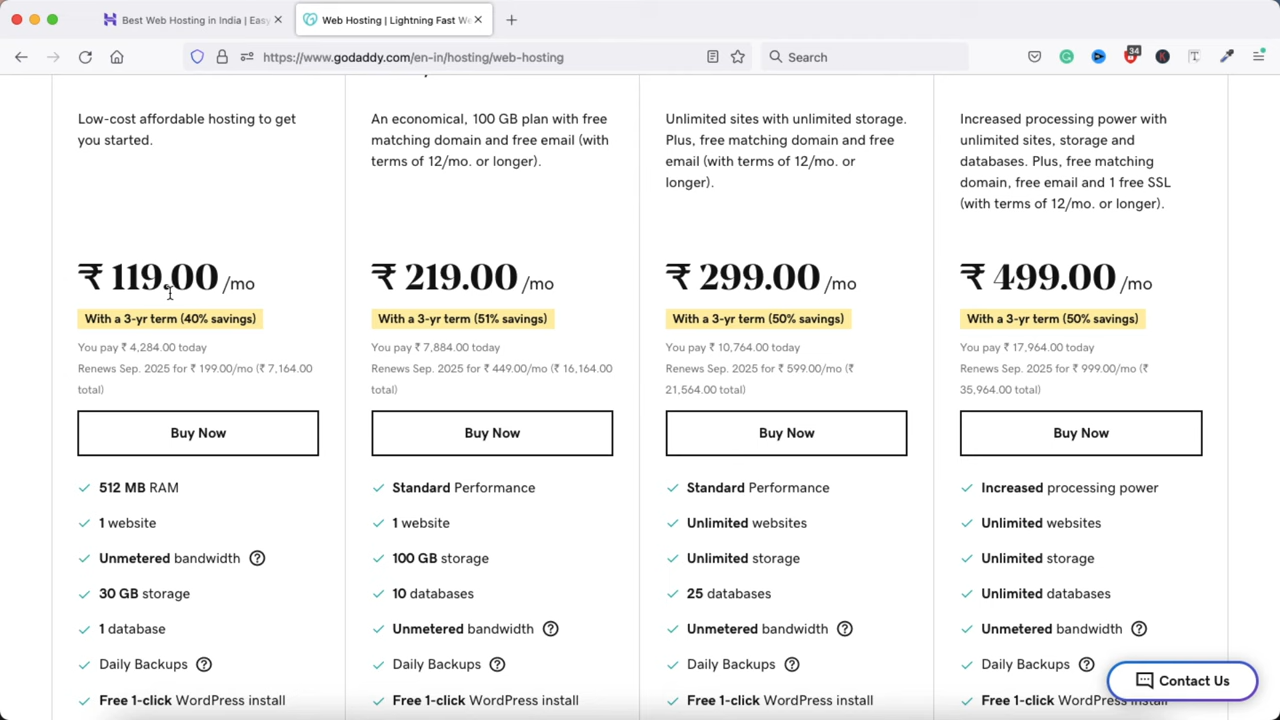 Best Web Hosting in India | Easy
Web Hosting | Lightning Fast We
https://www.godaddy.com/en-in/hosting/web-hosting
Search
34
Low-cost affordable hosting to get
you started.
₹ 119.00 /mo
With a 3-yr term (40% savings)
You pay ₹ 4,284.00 today
Renews Sep. 2025 for ₹ 199.00/mo (₹ 7,164.00
total)
Buy Now
512 MB RAM
1 website
Unmetered bandwidth ?
30 GB storage
1 database
Daily Backups ?
Free 1-click WordPress install
An economical, 100 GB plan with free
matching domain and free email (with
terms of 12/mo. or longer).
₹ 219.00 /mo
With a 3-yr term (51% savings)
You pay ₹ 7,884.00 today
Renews Sep. 2025 for ₹ 449.00/mo (₹ 16,164.00
total)
Buy Now
Standard Performance
1 website
100 GB storage
10 databases
Unmetered bandwidth ?
Daily Backups ?
Free 1-click WordPress install
Unlimited sites with unlimited storage.
Plus, free matching domain and free
email (with terms of 12/mo. or
longer).
₹ 299.00 /mo
With a 3-yr term (50% savings)
You pay ₹ 10,764.00 today
Renews Sep. 2025 for ₹ 599.00/mo (₹
21,564.00 total)
Buy Now
Standard Performance
Unlimited websites
Unlimited storage
25 databases
Unmetered bandwidth ?
Daily Backups ?
Free 1-click WordPress install
Increased processing power with
unlimited sites, storage and
databases. Plus, free matching
domain, free email and 1 free SSL
(with terms of 12/mo. or longer).
₹ 499.00 /mo
With a 3-yr term (50% savings)
You pay ₹ 17,964.00 today
Renews Sep. 2025 for ₹ 999.00/mo (₹
35,964.00 total)
Buy Now
Increased processing power
Unlimited websites
Unlimited storage
Unlimited databases
Unmetered bandwidth ?
Daily Backups ?
Free 1-click WordPress install
Contact Us